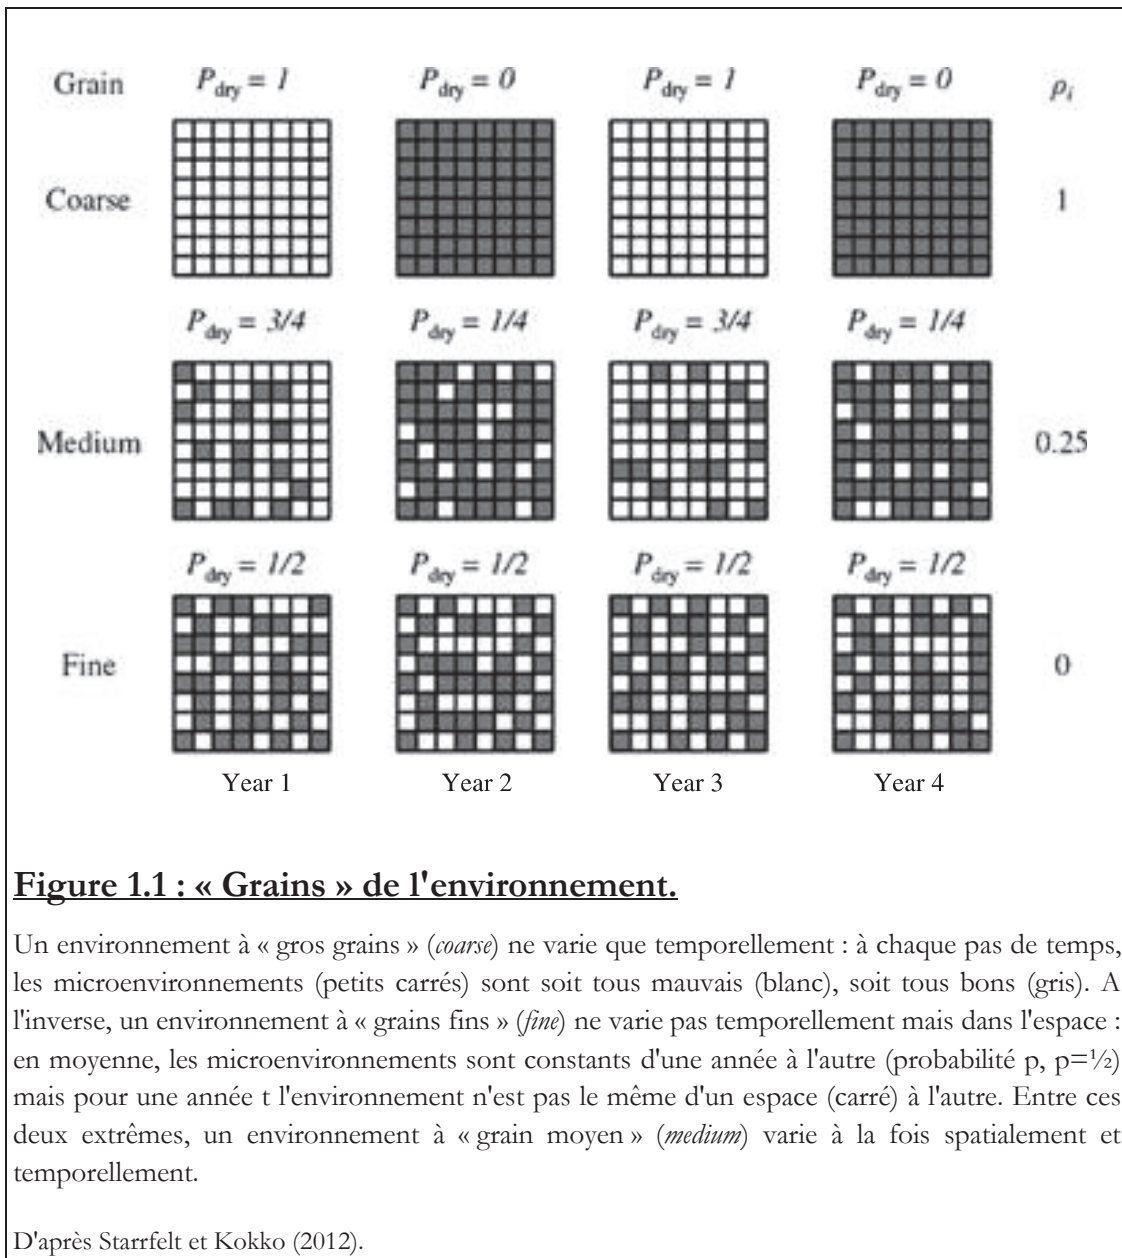 Grain P_dry = 1 P_dry = 0 P_dry = 1 P_dry = 0 ρ_i
Coarse 1
P_dry = 3/4 P_dry = 1/4 P_dry = 3/4 P_dry = 1/4
Medium 0.25
P_dry = 1/2 P_dry = 1/2 P_dry = 1/2 P_dry = 1/2
Fine 0
Year 1 Year 2 Year 3 Year 4
Figure 1.1 : « Grains » de l'environnement.
Un environnement à « gros grains » (coarse) ne varie que temporellement : à chaque pas de temps,
les microenvironnements (petits carrés) sont soit tous mauvais (blanc), soit tous bons (gris). A
l'inverse, un environnement à « grains fins » (fine) ne varie pas temporellement mais dans l'espace :
en moyenne, les microenvironnements sont constants d'une année à l'autre (probabilité p, p=½)
mais pour une année t l'environnement n'est pas le même d'un espace (carré) à l'autre. Entre ces
deux extrêmes, un environnement à « grain moyen » (medium) varie à la fois spatialement et
temporellement.
D'après Starrfelt et Kokko (2012).